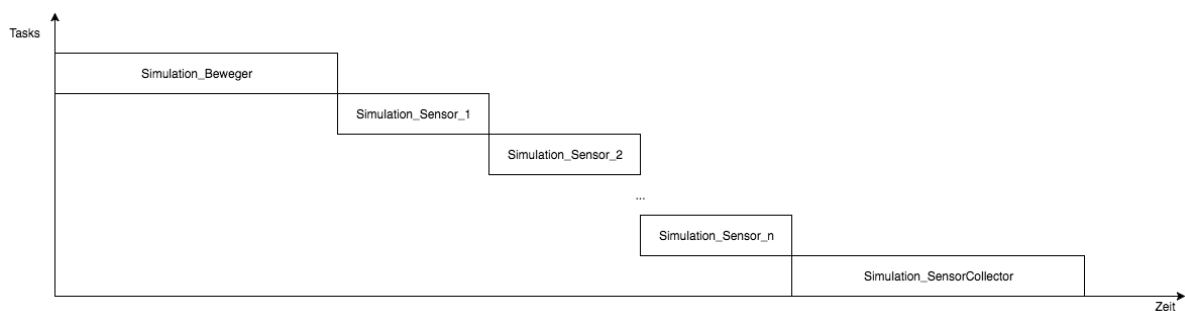 Tasks
Simulation_Beweger
Simulation_Sensor_1
Simulation_Sensor_2
...
Simulation_Sensor_n
Simulation_SensorCollector
Zeit